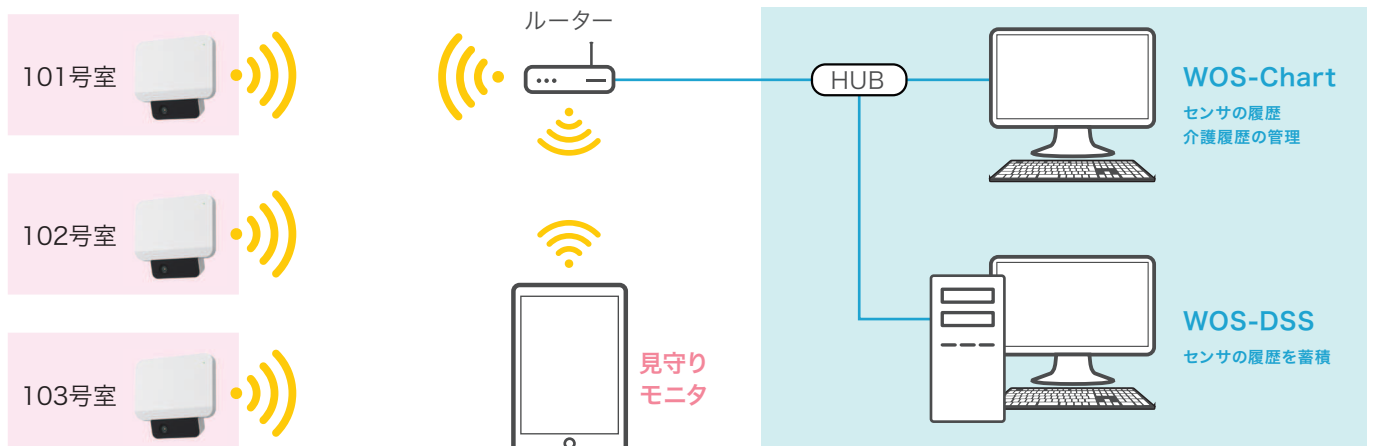 ルーター
101号室
HUB
WOS-Chart
センサの履歴
介護履歴の管理
102号室
WOS-DSS
センサの履歴を蓄積
見守り
モニタ
103号室